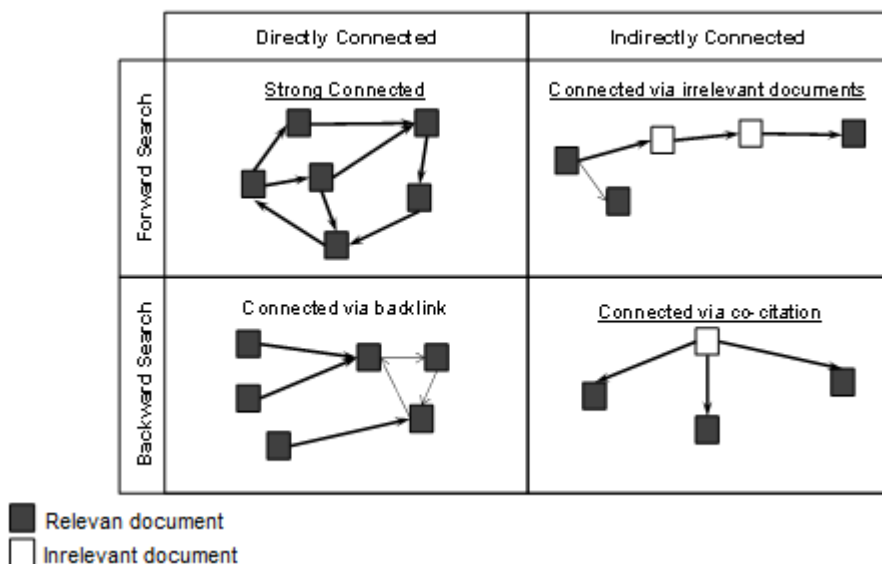 Directly Connected
Indirectly Connected
Forward Search
Strong Connected
Connected via irrelevant documents
Backward Search
Connected via backlink
Connected via co-citation
Relevan document
Inrelevant document